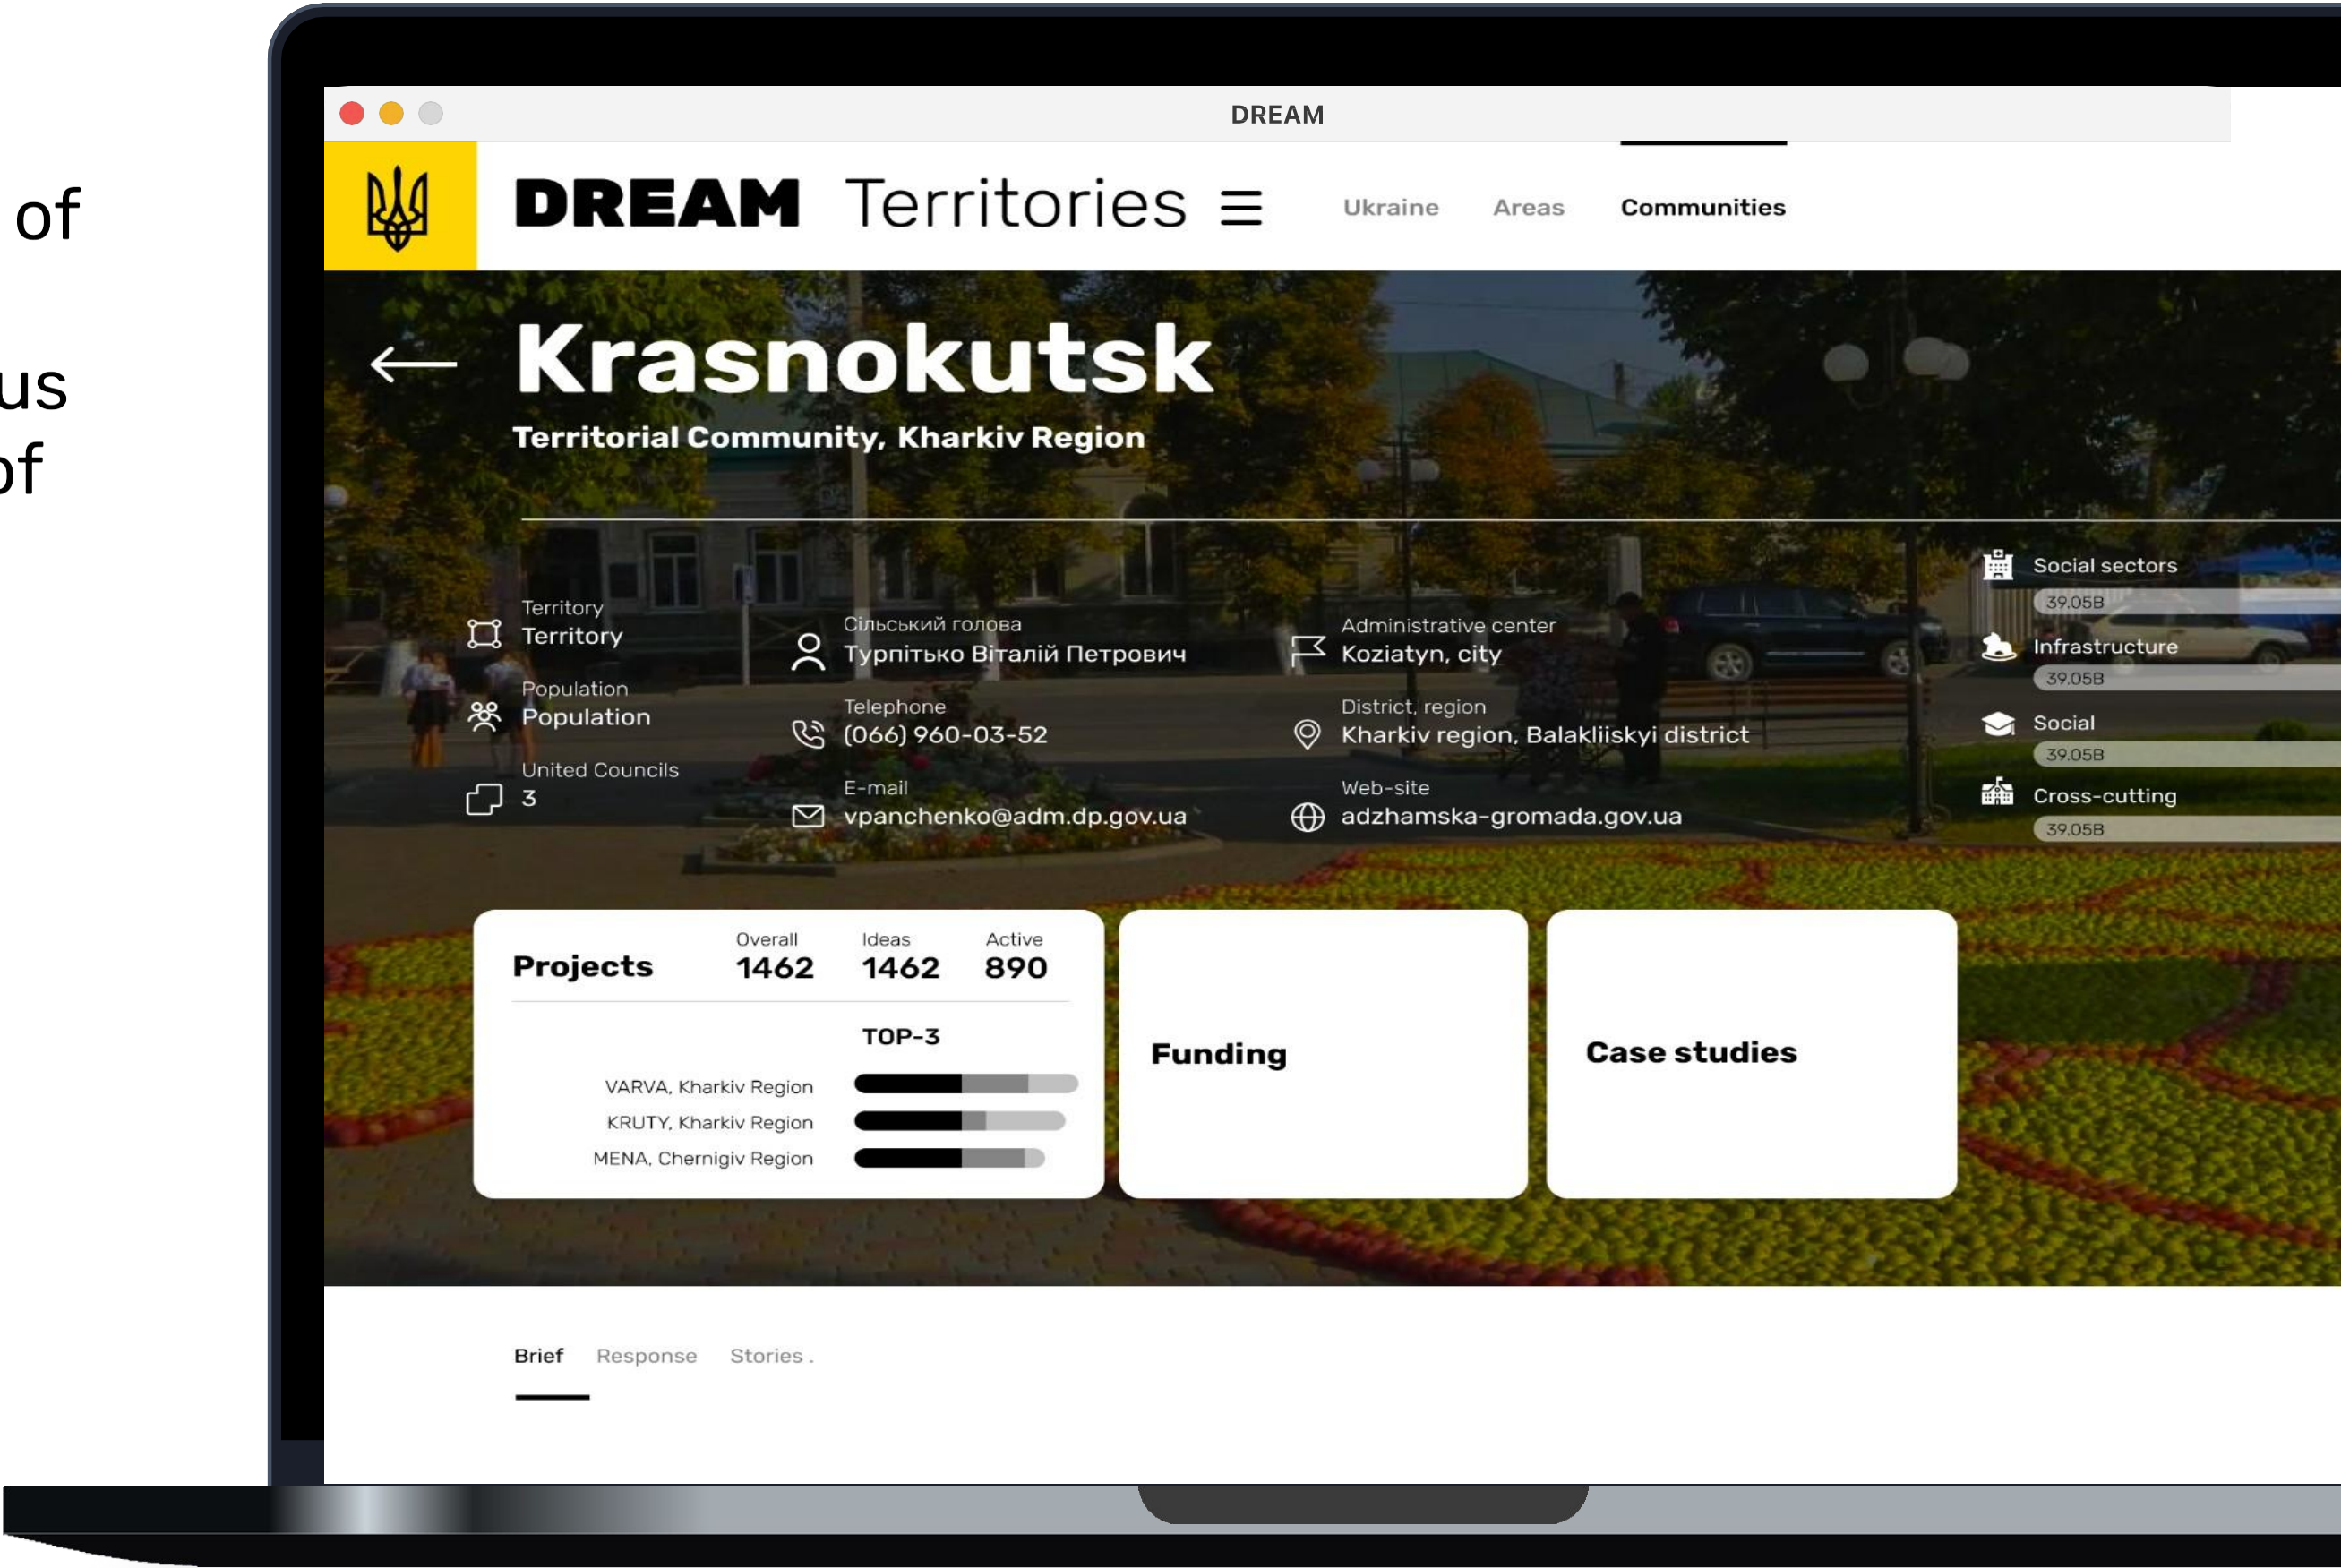 of
us
of
DREAM
DREAM Territories
Ukraine Areas Communities
Krasnokutsk
Territorial Community, Kharkiv Region
Territory
Territory
Population
Population
United Councils
3
Сільський голова
Турпітько Віталій Петрович
Telephone
(066) 960-03-52
E-mail
vpanchenko@adm.dp.gov.ua
Administrative center
Koziatyn, city
District, region
Kharkiv region, Balakliiskyi district
Web-site
adzhamska-gromada.gov.ua
Social sectors
39.05B
Infrastructure
39.05B
Social
39.05B
Cross-cutting
39.05B
Projects
Overall
1462
Ideas
1462
Active
890
TOP-3
VARVA, Kharkiv Region
KRUTY, Kharkiv Region
MENA, Chernigiv Region
Funding
Case studies
Brief Response Stories .